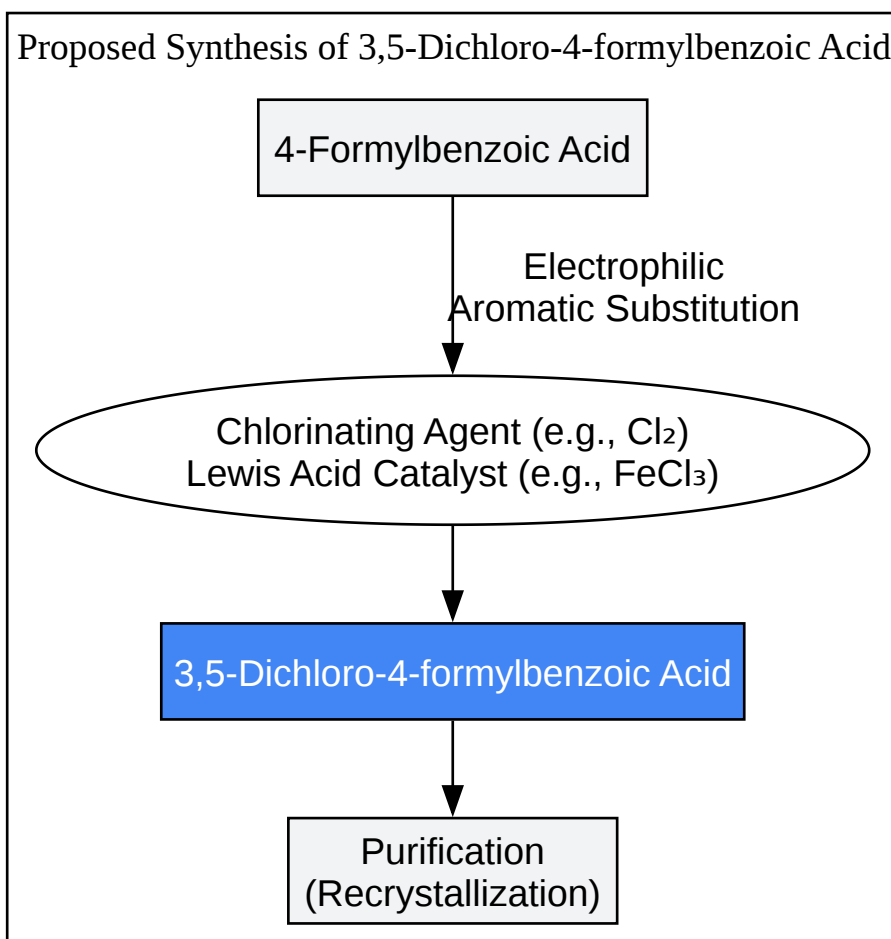 Proposed Synthesis of 3,5-Dichloro-4-formylbenzoic Acid
4-Formylbenzoic Acid
Electrophilic
Aromatic Substitution
Chlorinating Agent (e.g., Cl₂)
Lewis Acid Catalyst (e.g., FeCl₃)
3,5-Dichloro-4-formylbenzoic Acid
Purification
(Recrystallization)